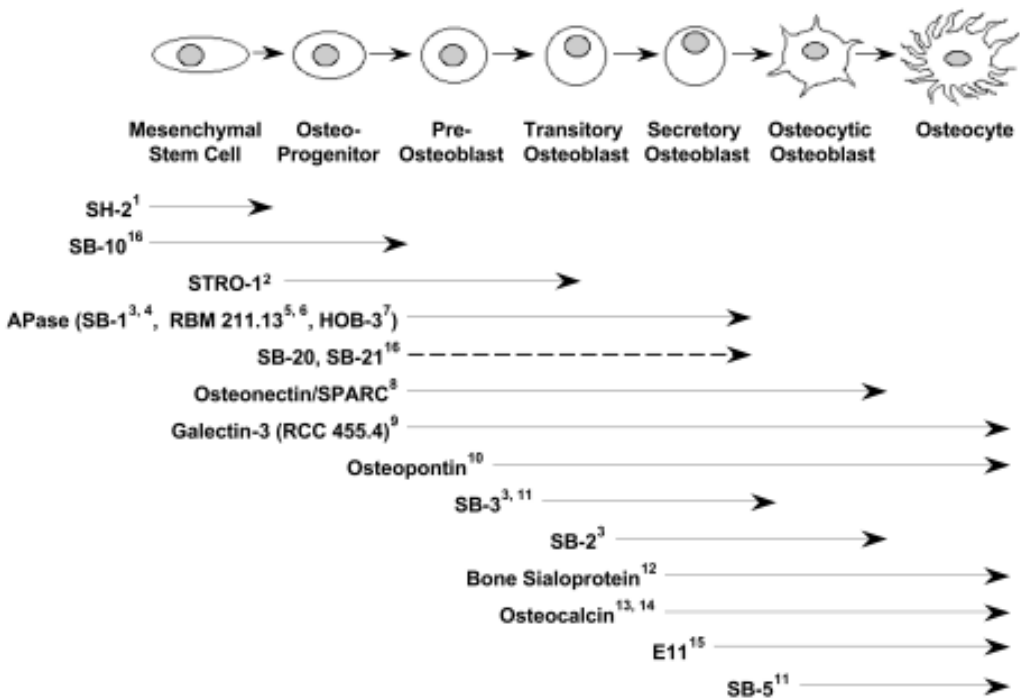 Mesenchymal Stem Cell
Osteo-Progenitor
Pre-Osteoblast
Transitory Osteoblast
Secretory Osteoblast
Osteocytic Osteoblast
Osteocyte
SH-2¹
SB-10¹⁶
STRO-1²
APase (SB-1³, ⁴, RBM 211.13⁵, ⁶, HOB-3⁷)
SB-20, SB-21¹⁶
Osteonectin/SPARC⁸
Galectin-3 (RCC 455.4)⁹
Osteopontin¹⁰
SB-3³, ¹¹
SB-2³
Bone Sialoprotein¹²
Osteocalcin¹³, ¹⁴
E11¹⁵
SB-5¹¹